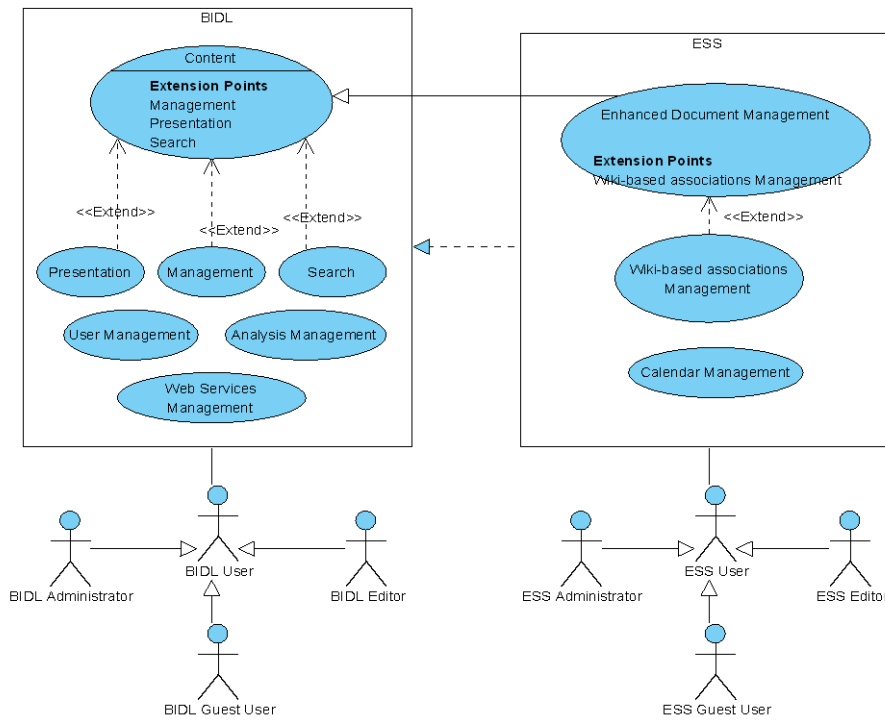 BIDL
Content
Extension Points
Management
Presentation
Search
<<Extend>>
<<Extend>>
<<Extend>>
Presentation
Management
Search
User Management
Analysis Management
Web Services
Management
ESS
Enhanced Document Management
Extension Points
Wiki-based associations Management
<<Extend>>
Wiki-based associations
Management
Calendar Management
BIDL Administrator
BIDL User
BIDL Editor
BIDL Guest User
ESS Administrator
ESS User
ESS Editor
ESS Guest User